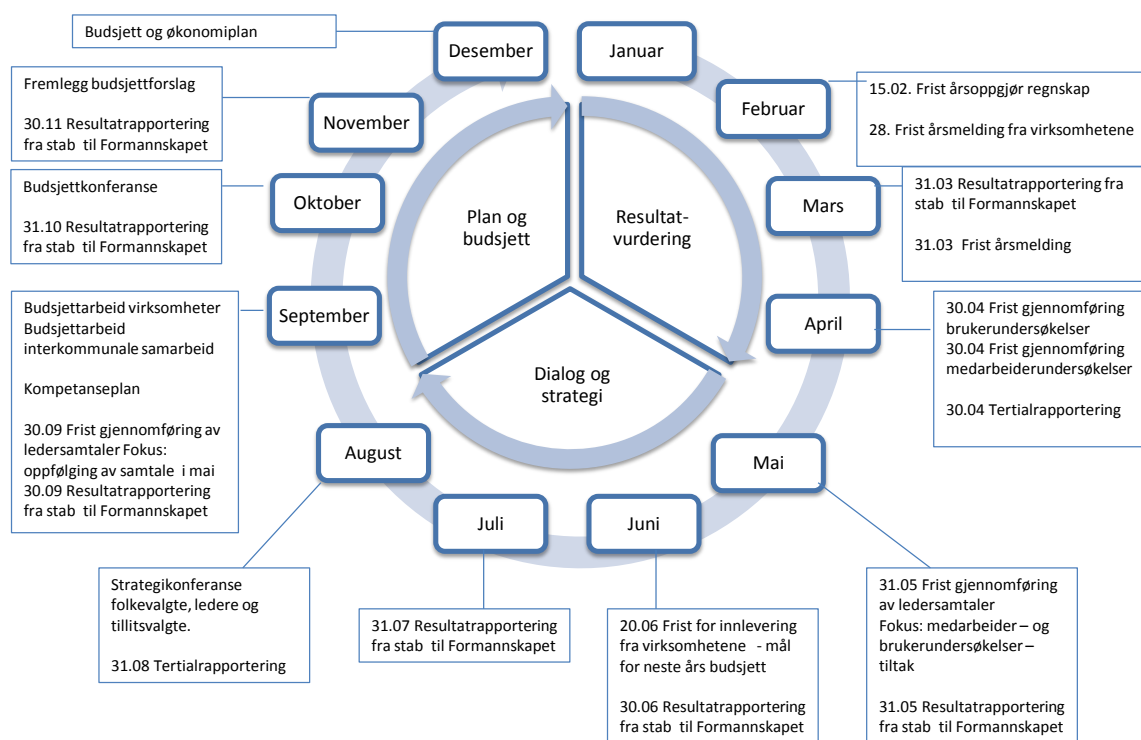 Budsjett og økonomiplan
Desember
Januar
Fremlegg budsjettforslag
30.11 Resultatrapportering
fra stab til Formannskapet
November
Februar
15.02. Frist årsoppgjør regnskap
28. Frist årsmelding fra virksomhetene
Budsjettkonferanse
31.10 Resultatrapportering
fra stab til Formannskapet
Oktober
Plan og
budsjett
Resultat-
vurdering
Mars
31.03 Resultatrapportering fra
stab til Formannskapet
31.03 Frist årsmelding
Budsjettarbeid virksomheter
Budsjettarbeid
interkommunale samarbeid
Kompetanseplan
30.09 Frist gjennomføring av
ledersamtaler Fokus:
oppfølging av samtale i mai
30.09 Resultatrapportering
fra stab til Formannskapet
September
April
30.04 Frist gjennomføring
brukerundersøkelser
30.04 Frist gjennomføring
medarbeiderundersøkelser
30.04 Tertialrapportering
Dialog og
strategi
August
Mai
Juli
Juni
Strategikonferanse
folkevalgte, ledere og
tillitsvalgte.
31.08 Tertialrapportering
31.07 Resultatrapportering
fra stab til Formannskapet
20.06 Frist for innlevering
fra virksomhetene - mål
for neste års budsjett
30.06 Resultatrapportering
fra stab til Formannskapet
31.05 Frist gjennomføring
av ledersamtaler
Fokus: medarbeider – og
brukerundersøkelser –
tiltak
31.05 Resultatrapportering
fra stab til Formannskapet